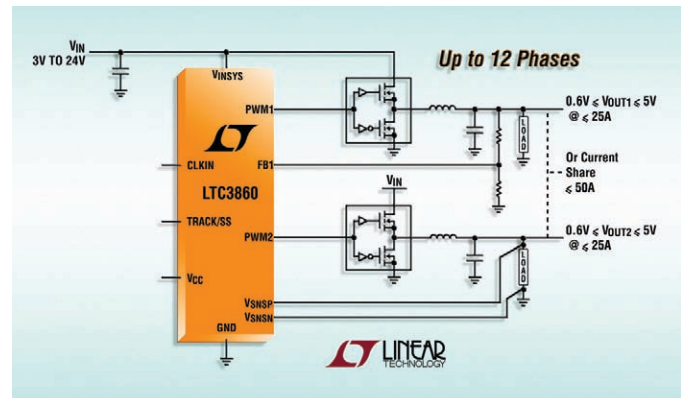 VIN
3V TO 24V
VINSYS
Up to 12 Phases
PWM1
0.6V ≤ VOUT1 ≤ 5V
@ ≤ 25A
LOAD
CLKIN
FB1
Or Current
Share
≤ 50A
LTC3860
VIN
TRACK/SS
PWM2
0.6V ≤ VOUT2 ≤ 5V
@ ≤ 25A
LOAD
VCC
VSNSP
VSNSN
GND
LINEAR
TECHNOLOGY